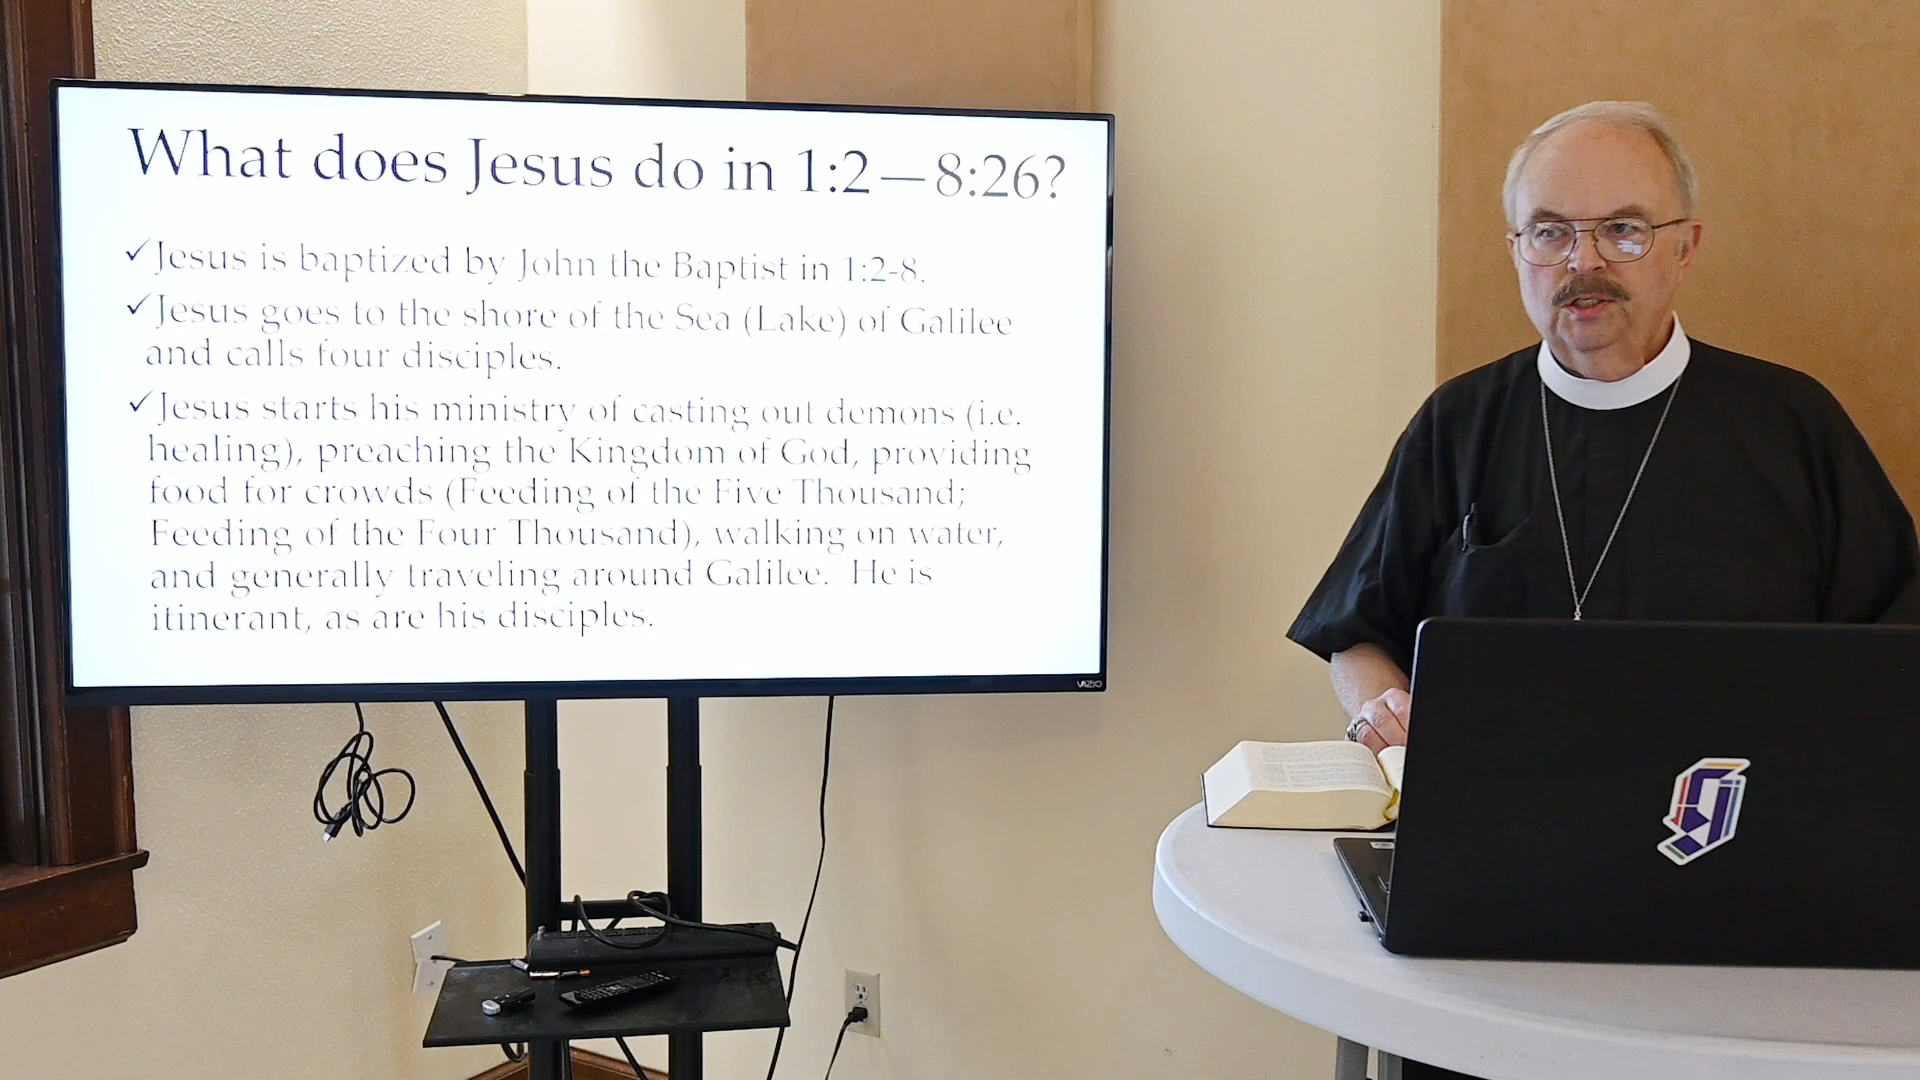 What does Jesus do in 1:2—8:26?
✓Jesus is baptized by John the Baptist in 1:2-8.
✓Jesus goes to the shore of the Sea (Lake) of Galilee
and calls four disciples.
✓Jesus starts his ministry of casting out demons (i.e.
healing), preaching the Kingdom of God, providing
food for crowds (Feeding of the Five Thousand;
Feeding of the Four Thousand), walking on water,
and generally traveling around Galilee. He is
itinerant, as are his disciples.
VIZIO